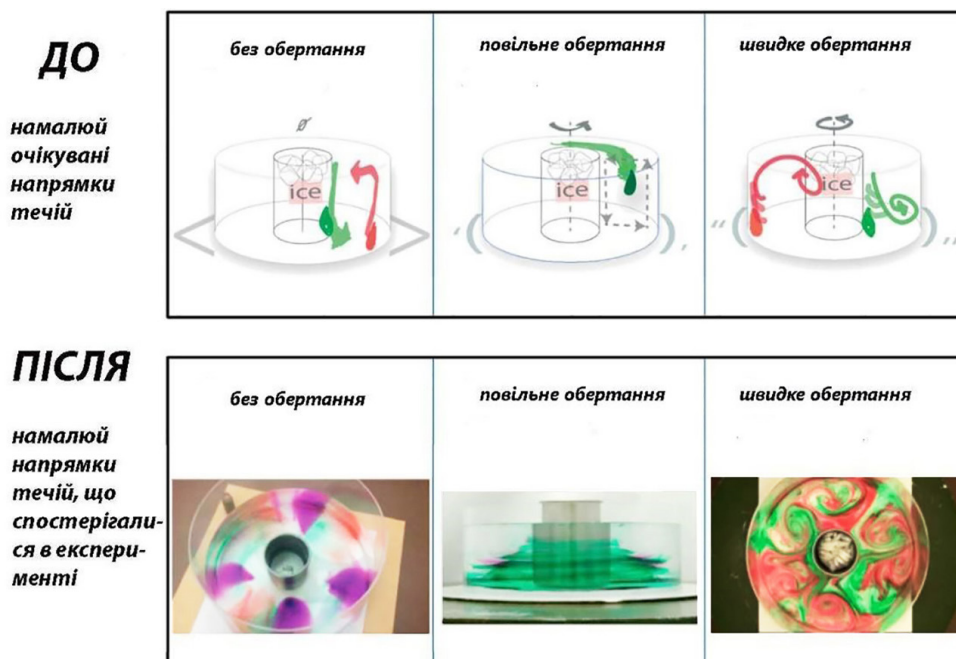 ДО
намалюй
очікувані
напрямки
течій
без обертання
ice
повільне обертання
ice
швидке обертання
ice
ПІСЛЯ
намалюй
напрямки
течій, що
спостерігали-
ся в експери-
менті
без обертання
повільне обертання
швидке обертання